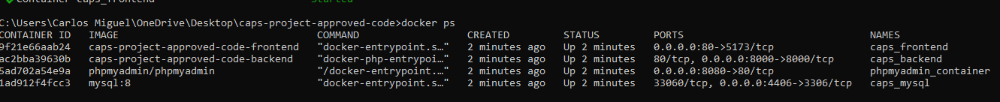 Container caps_frontend Started
C:\Users\Carlos Miguel\OneDrive\Desktop\caps-project-approved-code>docker ps
CONTAINER ID IMAGE COMMAND CREATED STATUS PORTS NAMES
9f21e66aab24 caps-project-approved-code-frontend "docker-entrypoint.s…" 2 minutes ago Up 2 minutes 0.0.0.0:80->5173/tcp caps_frontend
ac2bba39630b caps-project-approved-code-backend "docker-php-entrypoi…" 2 minutes ago Up 2 minutes 80/tcp, 0.0.0.0:8000->8000/tcp caps_backend
5ad702a54e9a phpmyadmin/phpmyadmin "/docker-entrypoint.…" 2 minutes ago Up 2 minutes 0.0.0.0:8080->80/tcp phpmyadmin_container
1ad912f4fcc3 mysql:8 "docker-entrypoint.s…" 2 minutes ago Up 2 minutes 33060/tcp, 0.0.0.0:4406->3306/tcp caps_mysql